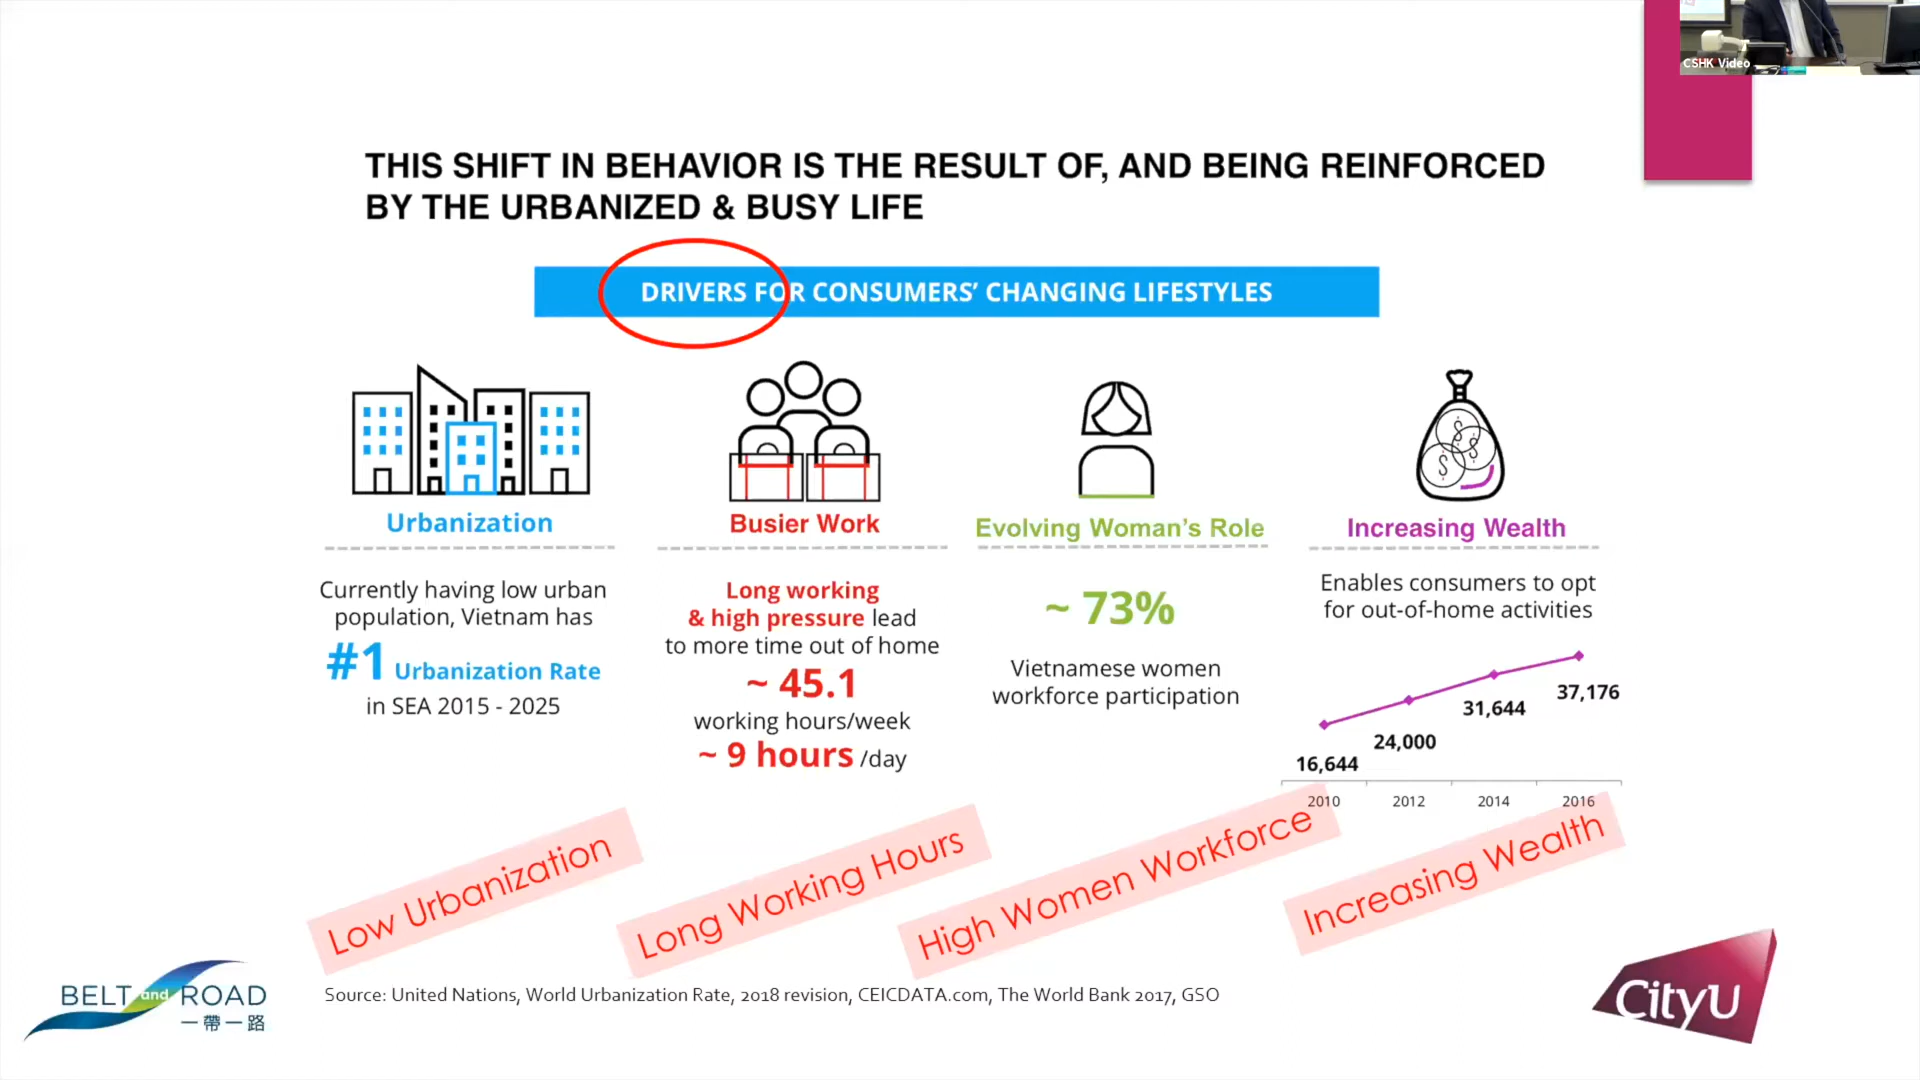 CSHK Video
THIS SHIFT IN BEHAVIOR IS THE RESULT OF, AND BEING REINFORCED
BY THE URBANIZED & BUSY LIFE
DRIVERS FOR CONSUMERS’ CHANGING LIFESTYLES
Urbanization
Currently having low urban
population, Vietnam has
#1 Urbanization Rate
in SEA 2015 - 2025
Busier Work
Long working
& high pressure lead
to more time out of home
~ 45.1
working hours/week
~ 9 hours /day
Evolving Woman’s Role
~ 73%
Vietnamese women
workforce participation
Increasing Wealth
Enables consumers to opt
for out-of-home activities
16,644
24,000
31,644
37,176
2010 2012 2014 2016
$ $ $
Low Urbanization
Long Working Hours
High Women Workforce
Increasing Wealth
BELT and ROAD
一帶一路
Source: United Nations, World Urbanization Rate, 2018 revision, CEICDATA.com, The World Bank 2017, GSO
CityU